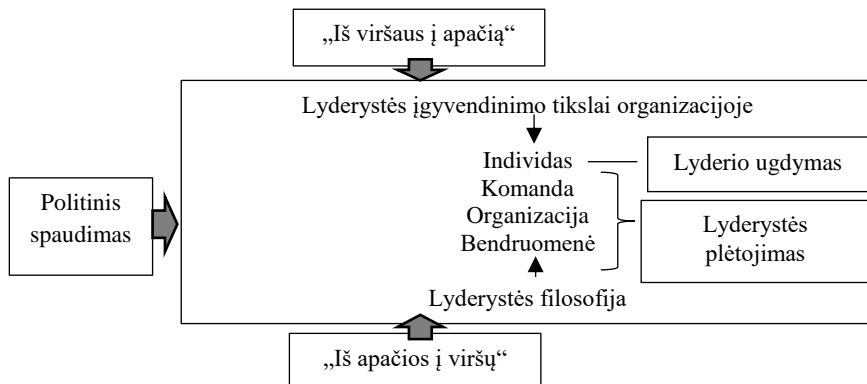 „Iš viršaus į apačią“
Lyderystės įgyvendinimo tikslai organizacijoje
Politinis
spaudimas
Individas
Komanda
Organizacija
Bendruomenė
Lyderio ugdymas
Lyderystės
plėtojimas
Lyderystės filosofija
„Iš apačios į viršų“